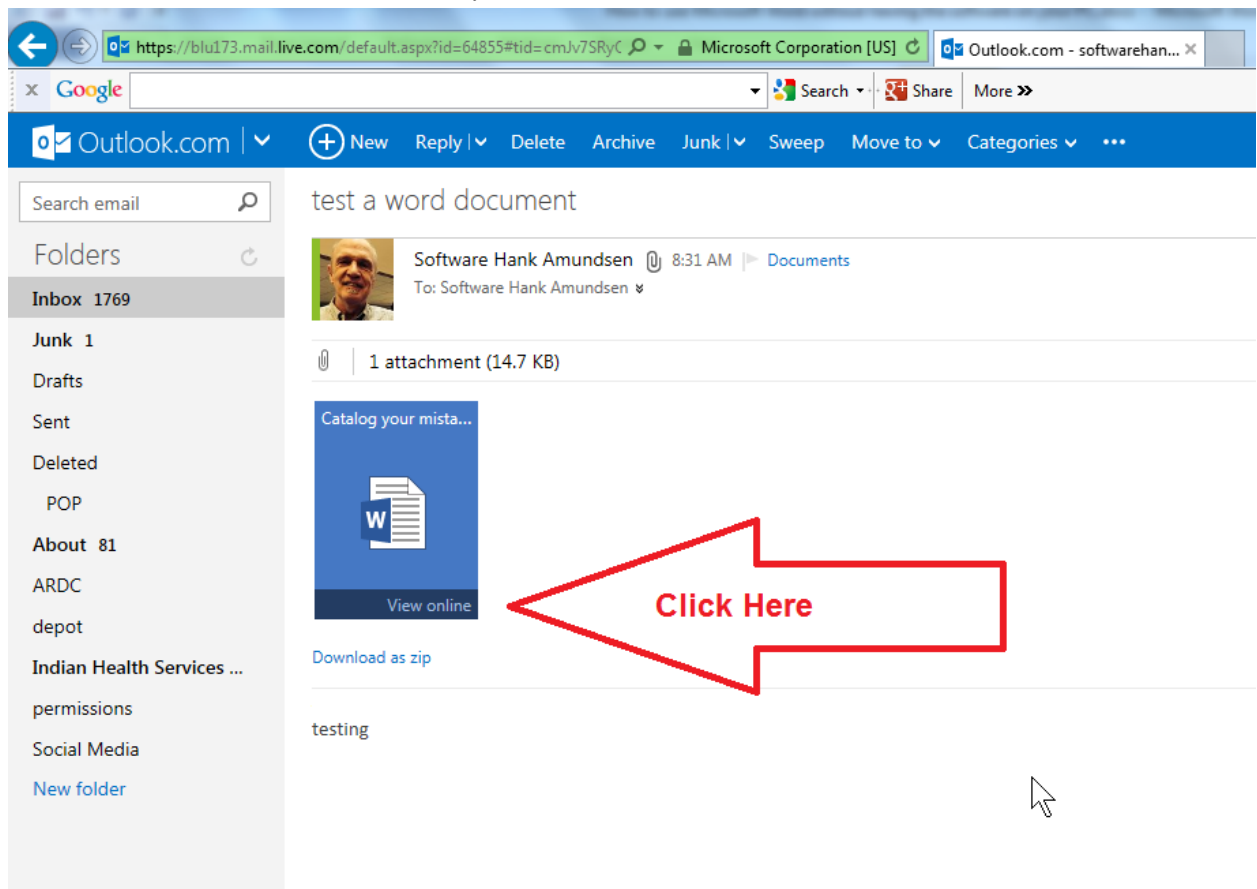 https://blu173.mail.live.com/default.aspx?id=64855#tid=cmJv7SRyC
Microsoft Corporation [US]
Outlook.com - softwarehan...
x Google
Search
Share
More »
Outlook.com
New Reply Delete Archive Junk Sweep Move to Categories •••
Search email
Folders
Inbox 1769
Junk 1
Drafts
Sent
Deleted
POP
About 81
ARDC
depot
Indian Health Services ...
permissions
Social Media
New folder
test a word document
Software Hank Amundsen 8:31 AM Documents
To: Software Hank Amundsen
1 attachment (14.7 KB)
Catalog your mista...
W
View online
Click Here
Download as zip
testing